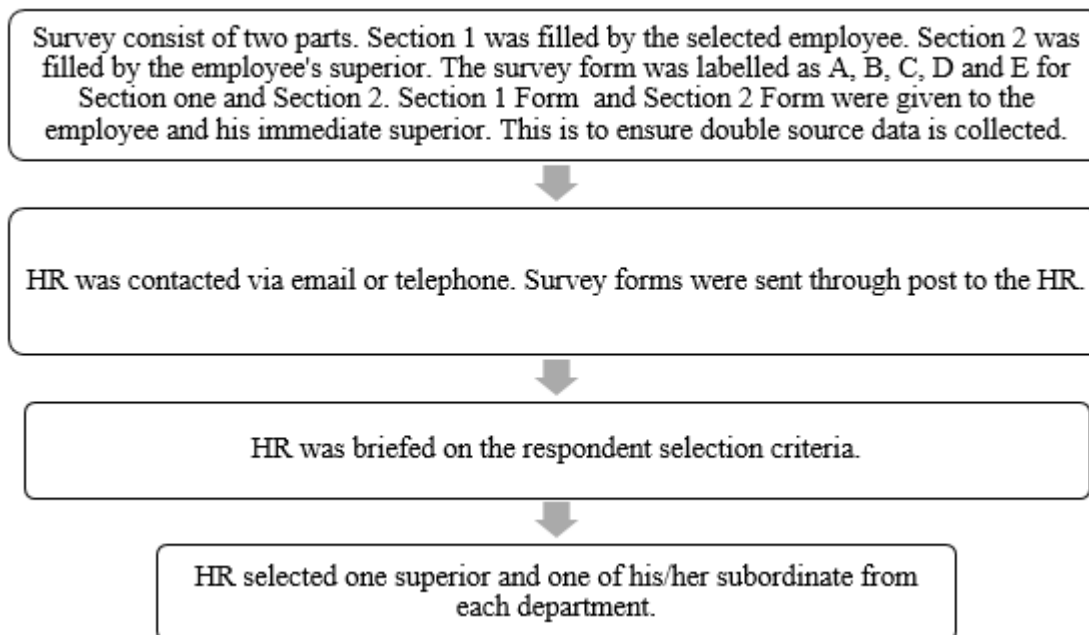 Survey consist of two parts. Section 1 was filled by the selected employee. Section 2 was
filled by the employee's superior. The survey form was labelled as A, B, C, D and E for
Section one and Section 2. Section 1 Form and Section 2 Form were given to the
employee and his immediate superior. This is to ensure double source data is collected.
HR was contacted via email or telephone. Survey forms were sent through post to the HR.
HR was briefed on the respondent selection criteria.
HR selected one superior and one of his/her subordinate from
each department.